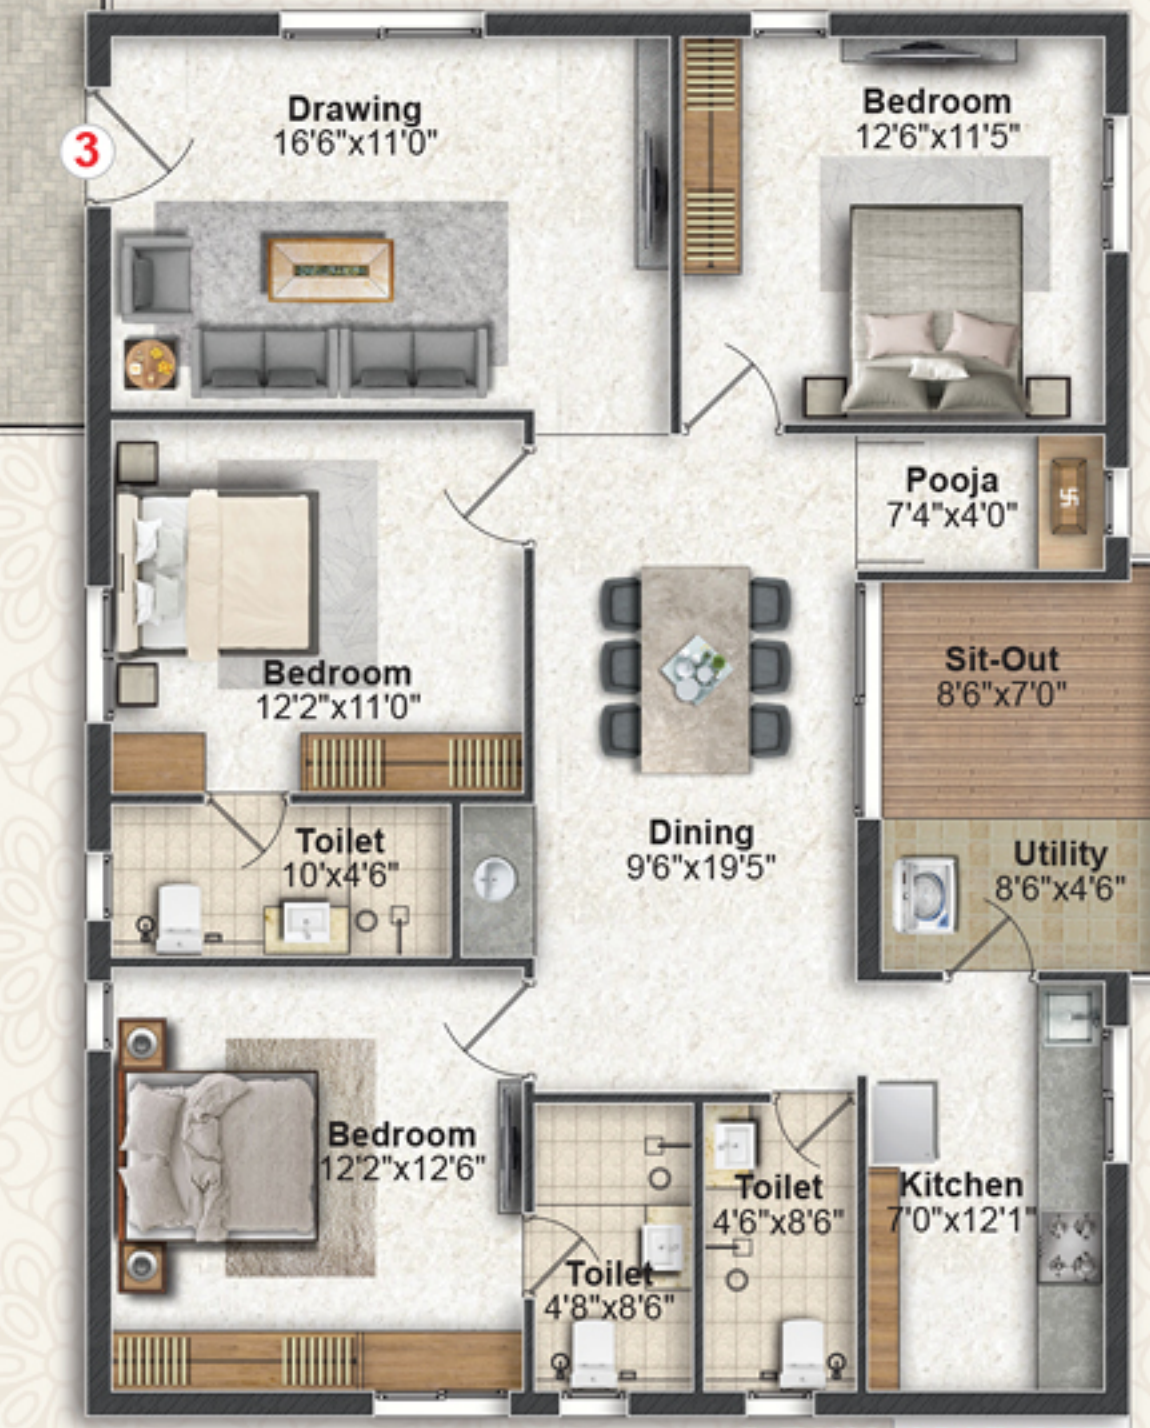 Drawing
16'6"x11'0"
Bedroom
12'6"x11'5"
3
Pooja
7'4"x4'0"
Bedroom
12'2"x11'0"
Sit-Out
8'6"x7'0"
Toilet
10'x4'6"
Dining
9'6"x19'5"
Utility
8'6"x4'6"
Bedroom
12'2"x12'6"
Toilet
4'8"x8'6"
Toilet
4'6"x8'6"
Kitchen
7'0"x12'1"